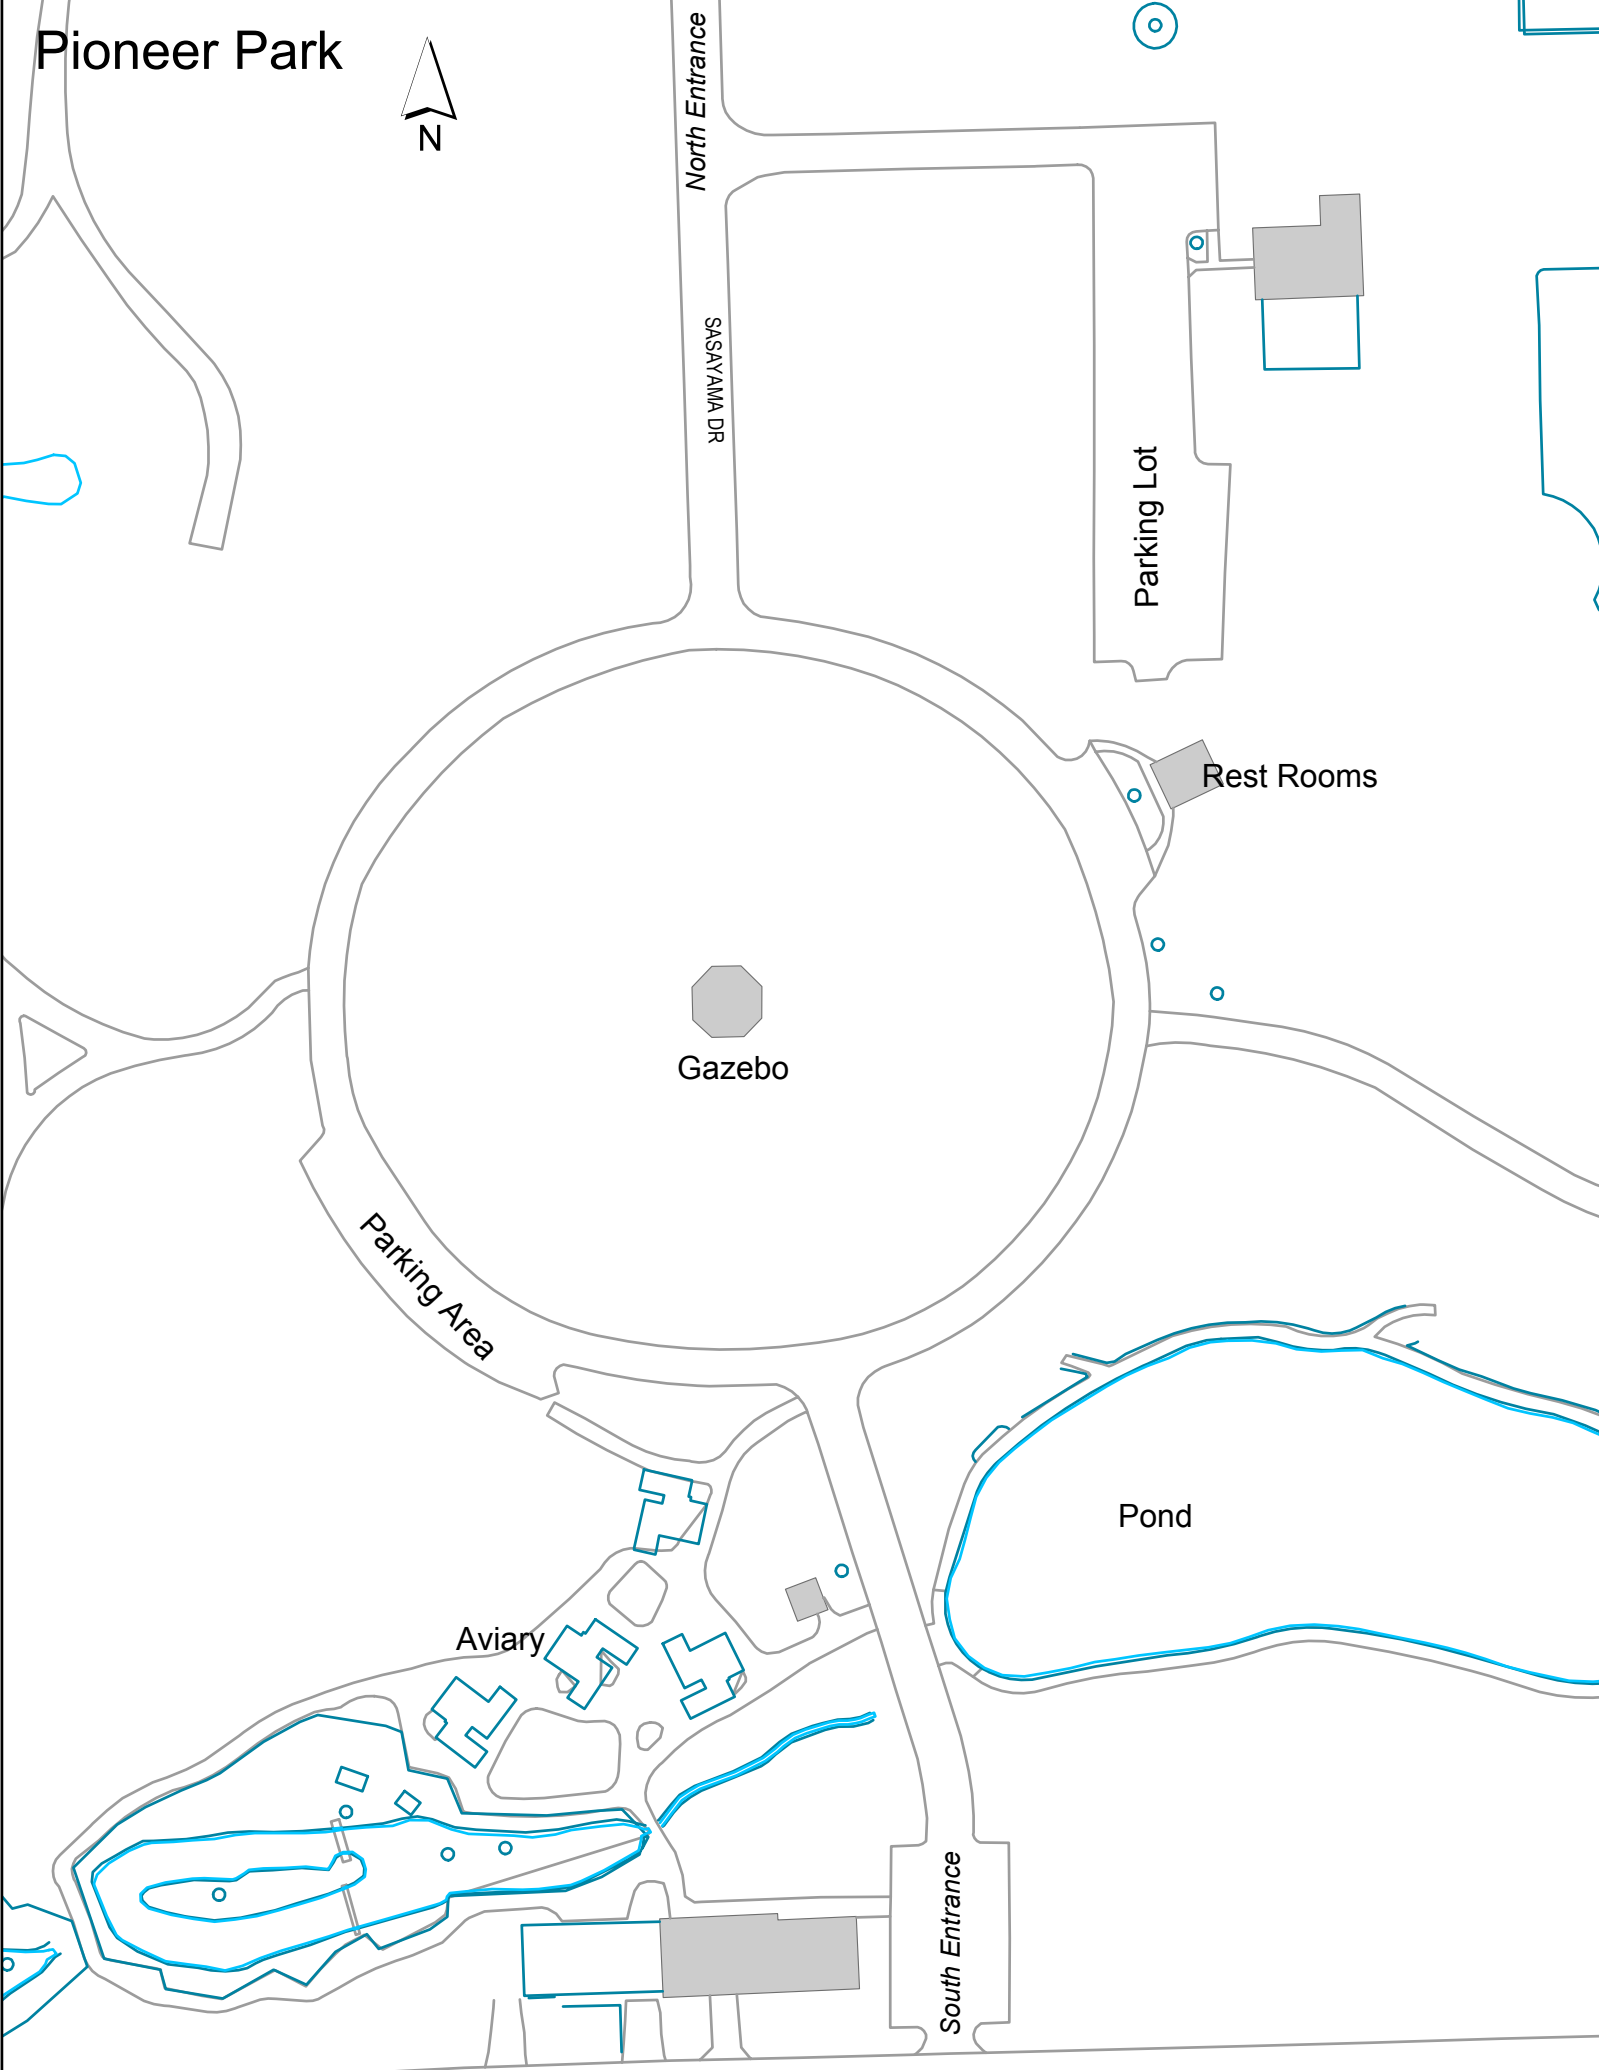 Pioneer Park
N
North Entrance
SASAYAMA DR
Parking Lot
Rest Rooms
Gazebo
Parking Area
Pond
Aviary
South Entrance